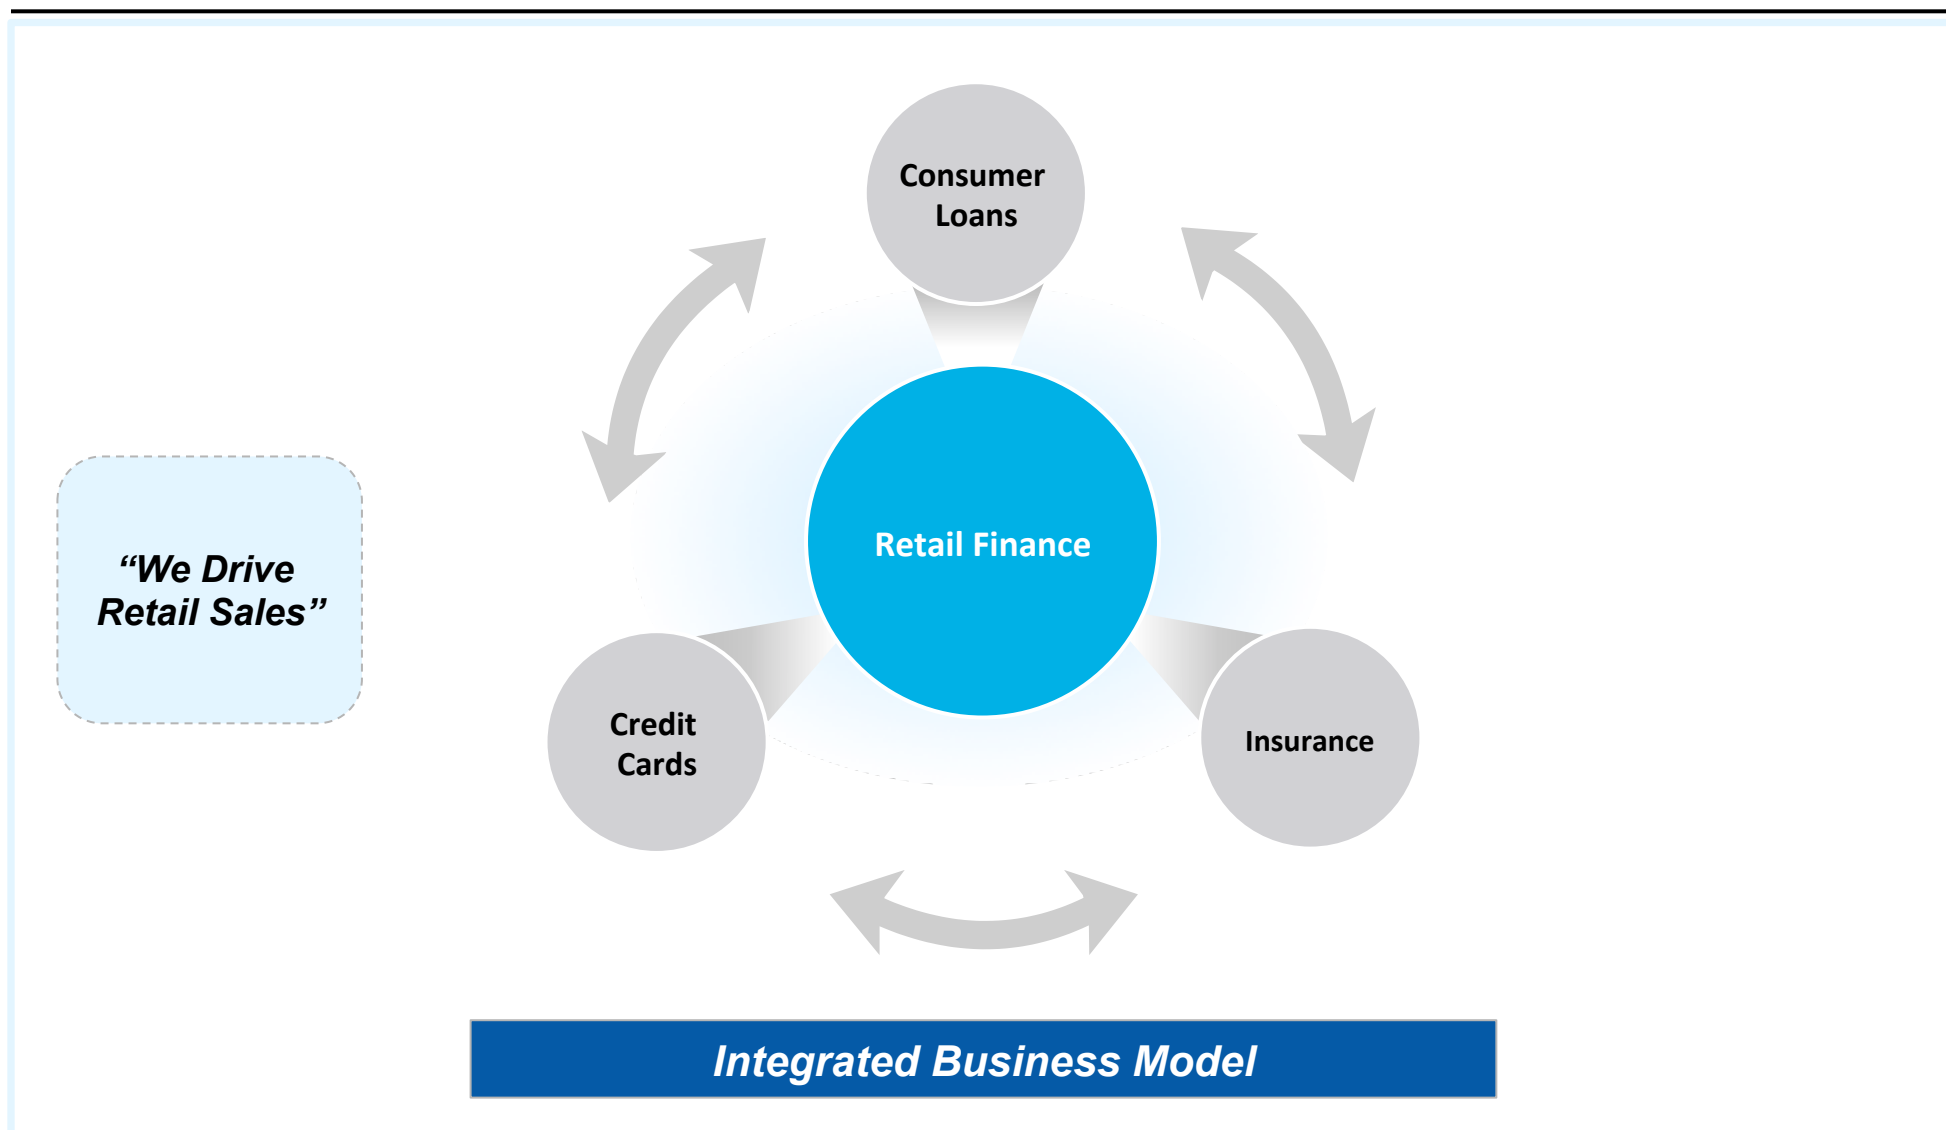 Consumer
Loans
Retail Finance
“We Drive
Retail Sales”
Credit
Cards
Insurance
Integrated Business Model